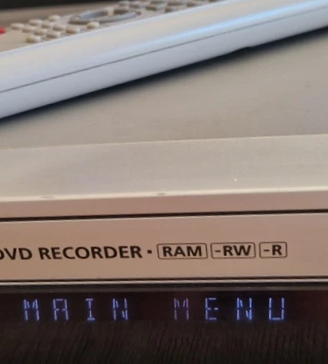 DVD RECORDER · RAM -RW -R
MAIN MENU